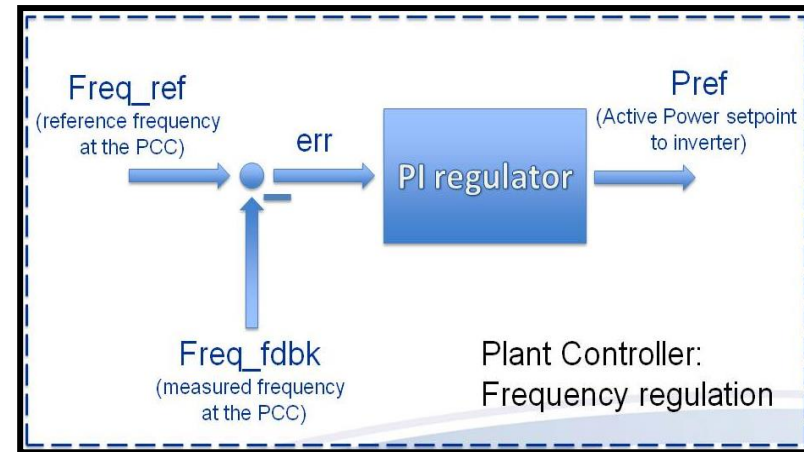 Freq_ref
(reference frequency
at the PCC)
err
PI regulator
Pref
(Active Power setpoint
to inverter)
Freq_fdbk
(measured frequency
at the PCC)
Plant Controller:
Frequency regulation